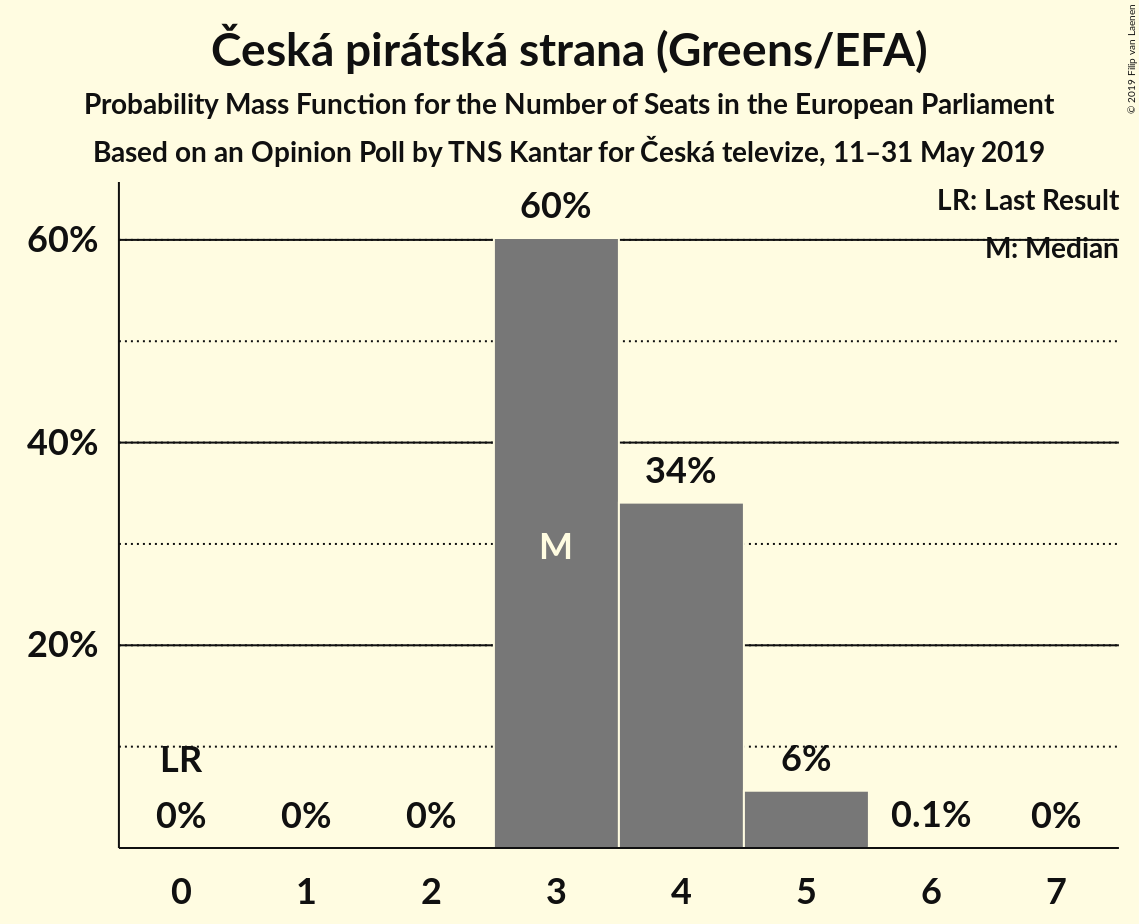 Česká pirátská strana (Greens/EFA)
Probability Mass Function for the Number of Seats in the European Parliament
Based on an Opinion Poll by TNS Kantar for Česká televize, 11–31 May 2019
© 2019 Filip van Laenen
LR: Last Result
M: Median
60%
40%
20%
60%
34%
M
LR
6%
0%
0%
0%
0.1%
0%
0 1 2 3 4 5 6 7